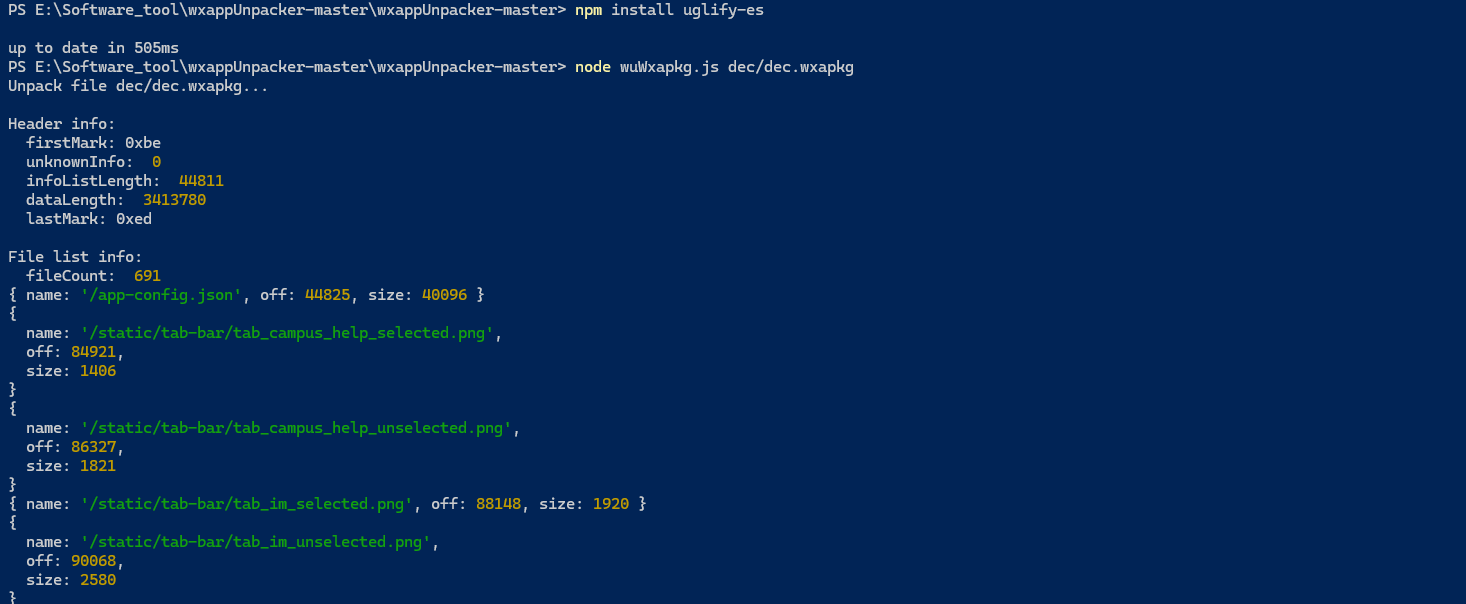 PS E:\Software_tool\wxappUnpacker-master\wxappUnpacker-master> npm install uglify-es
up to date in 505ms
PS E:\Software_tool\wxappUnpacker-master\wxappUnpacker-master> node wuWxapkg.js dec/dec.wxapkg
Unpack file dec/dec.wxapkg...
Header info:
  firstMark: 0xbe
  unknownInfo:  0
  infoListLength:  44811
  dataLength:  3413780
  lastMark: 0xed
File list info:
  fileCount:  691
{ name: '/app-config.json', off: 44825, size: 40096 }
{
  name: '/static/tab-bar/tab_campus_help_selected.png',
  off: 84921,
  size: 1406
}
{
  name: '/static/tab-bar/tab_campus_help_unselected.png',
  off: 86327,
  size: 1821
}
{ name: '/static/tab-bar/tab_im_selected.png', off: 88148, size: 1920 }
{
  name: '/static/tab-bar/tab_im_unselected.png',
  off: 90068,
  size: 2580
}